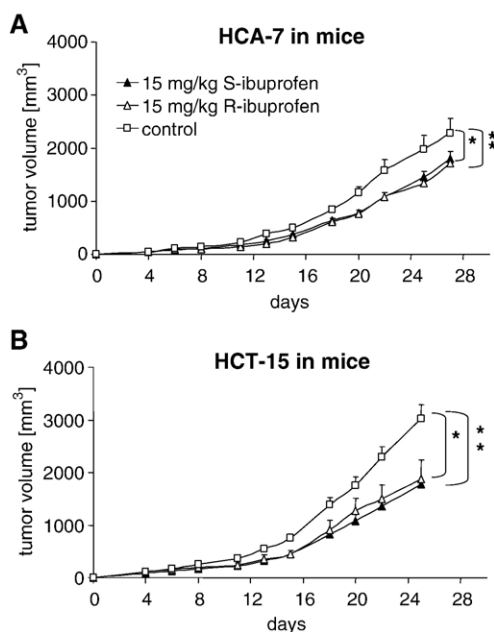 A
HCA-7 in mice
tumor volume [mm³]
4000
3000
2000
1000
0
15 mg/kg S-ibuprofen
15 mg/kg R-ibuprofen
control
*
**
0 4 8 12 16 20 24 28
days
B
HCT-15 in mice
tumor volume [mm³]
4000
3000
2000
1000
0
*
**
0 4 8 12 16 20 24 28
days